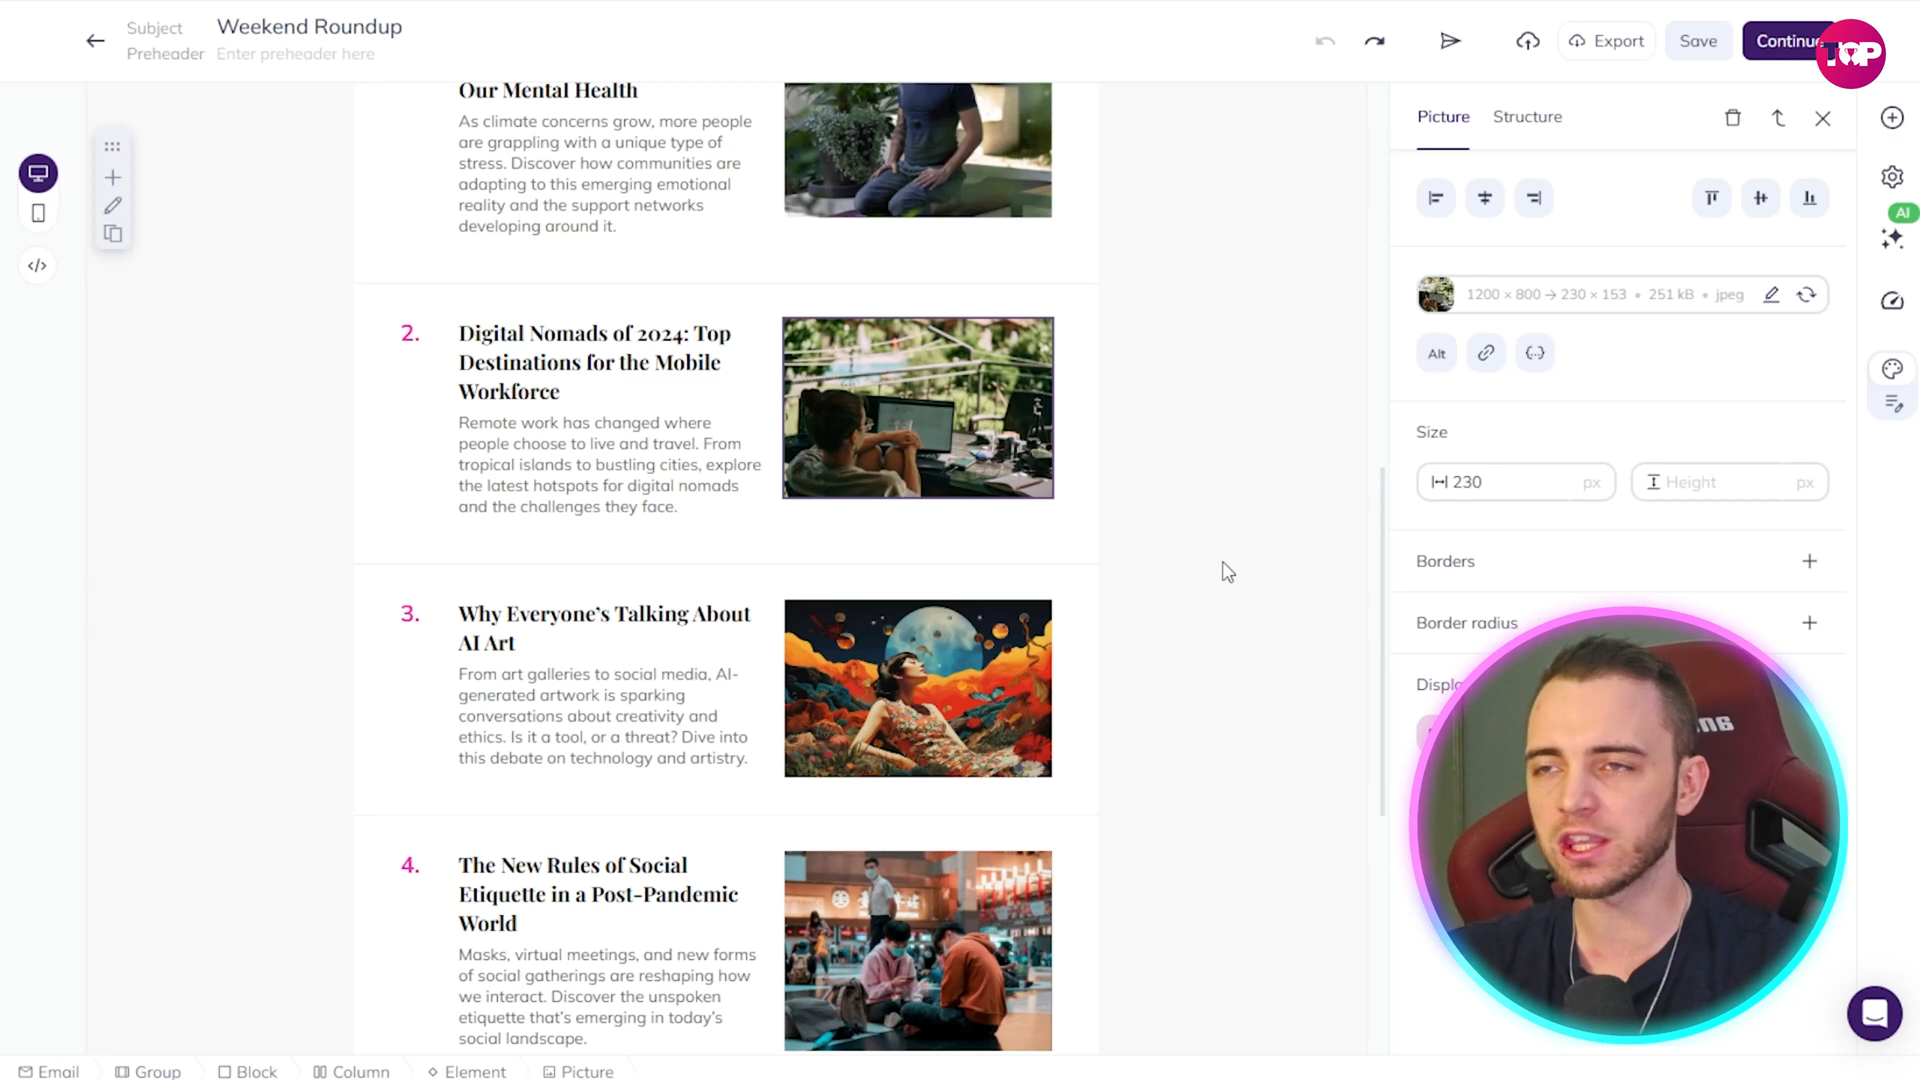 Subject Weekend Roundup
Preheader Enter preheader here
Export
Save
Continue
TOP
Our Mental Health
As climate concerns grow, more people
are grappling with a unique type of
stress. Discover how communities are
adapting to this emerging emotional
reality and the support networks
developing around it.
2. Digital Nomads of 2024: Top
Destinations for the Mobile
Workforce
Remote work has changed where
people choose to live and travel. From
tropical islands to bustling cities, explore
the latest hotspots for digital nomads
and the challenges they face.
3. Why Everyone’s Talking About
AI Art
From art galleries to social media, AI-
generated artwork is sparking
conversations about creativity and
ethics. Is it a tool, or a threat? Dive into
this debate on technology and artistry.
4. The New Rules of Social
Etiquette in a Post-Pandemic
World
Masks, virtual meetings, and new forms
of social gatherings are reshaping how
we interact. Discover the unspoken
etiquette that’s emerging in today’s
social landscape.
Picture Structure
1200 × 800 → 230 × 153 • 251 kB • jpeg
Alt
Size
230 px Height px
Borders
Border radius
AI
Email Group Block Column Element Picture